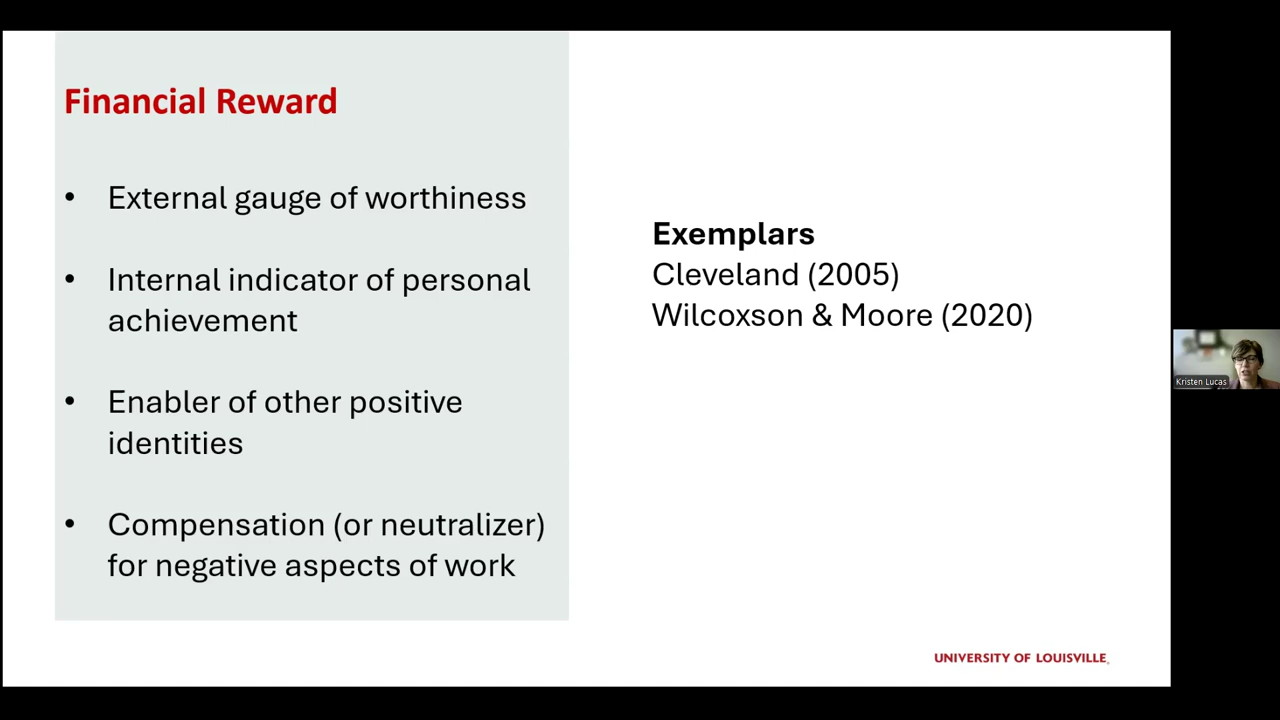 Financial Reward
• External gauge of worthiness
• Internal indicator of personal
achievement
• Enabler of other positive
identities
• Compensation (or neutralizer)
for negative aspects of work
Exemplars
Cleveland (2005)
Wilcoxson & Moore (2020)
Kristen Lucas
UNIVERSITY OF LOUISVILLE.